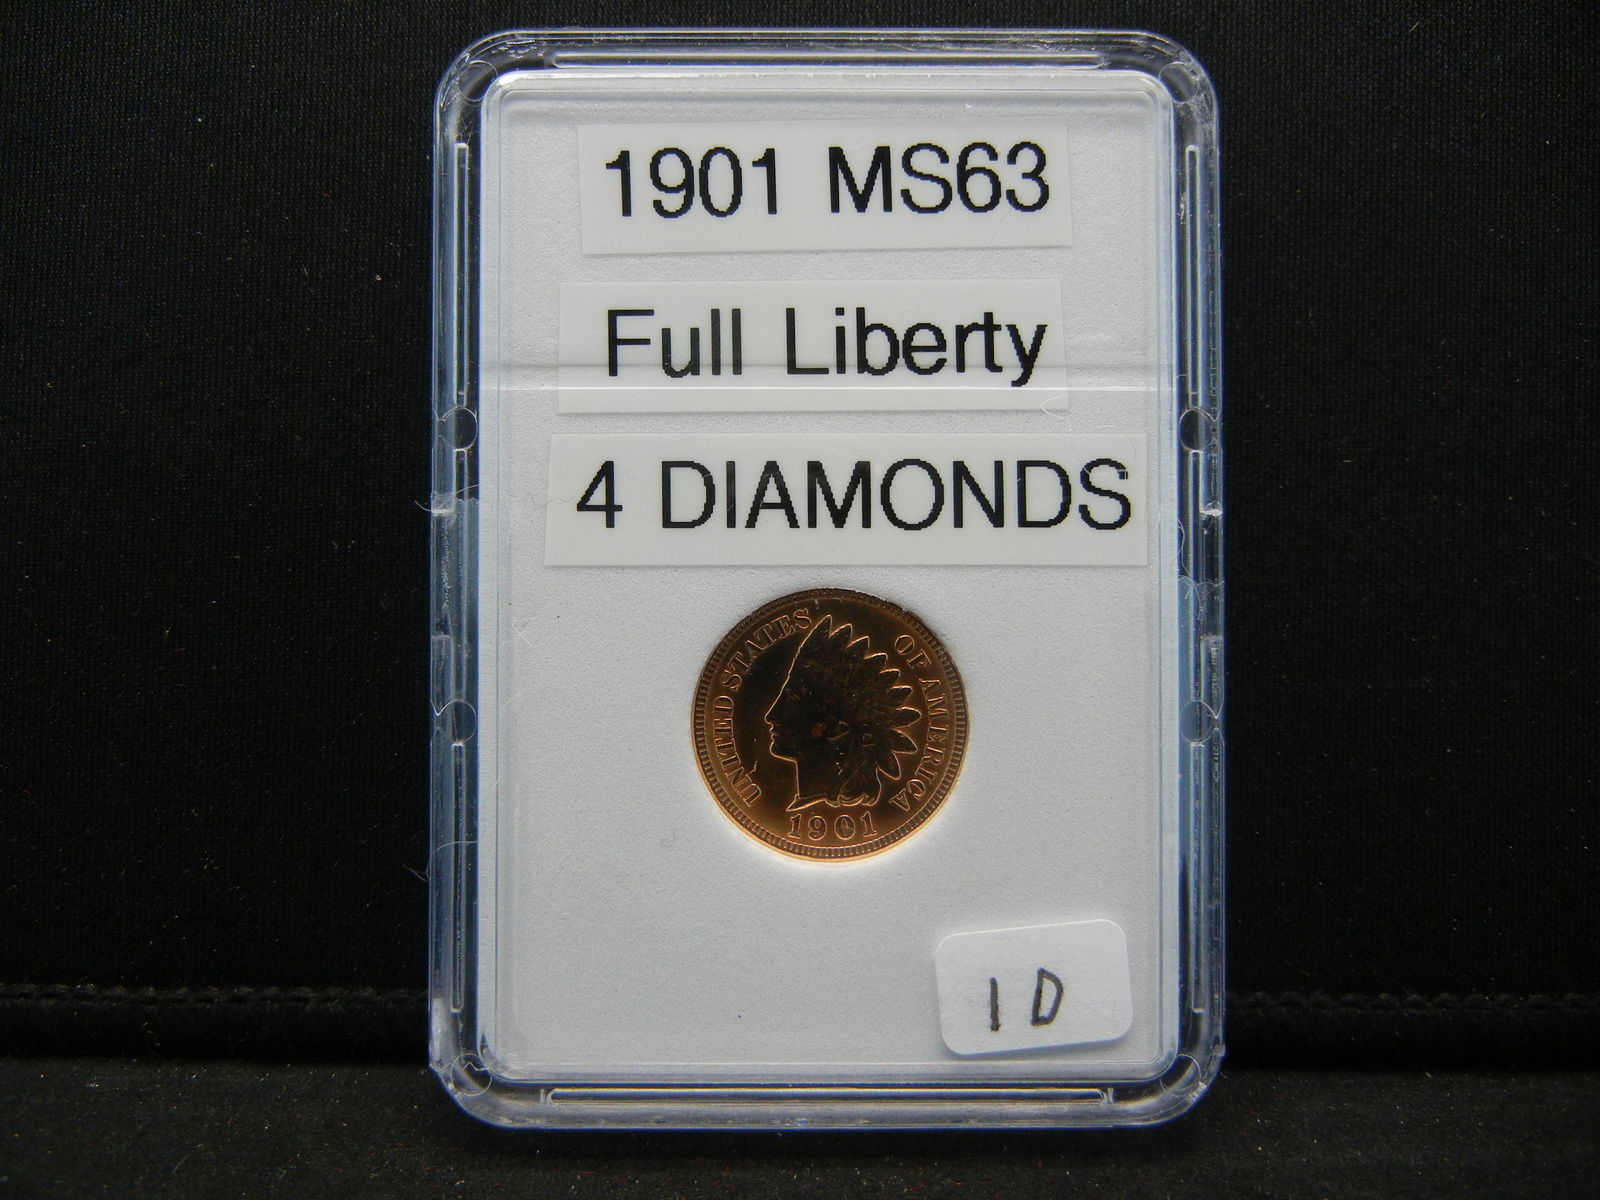 1901 MS63
Full Liberty
4 DIAMONDS
UNITED STATES OF AMERICA
1901
1D